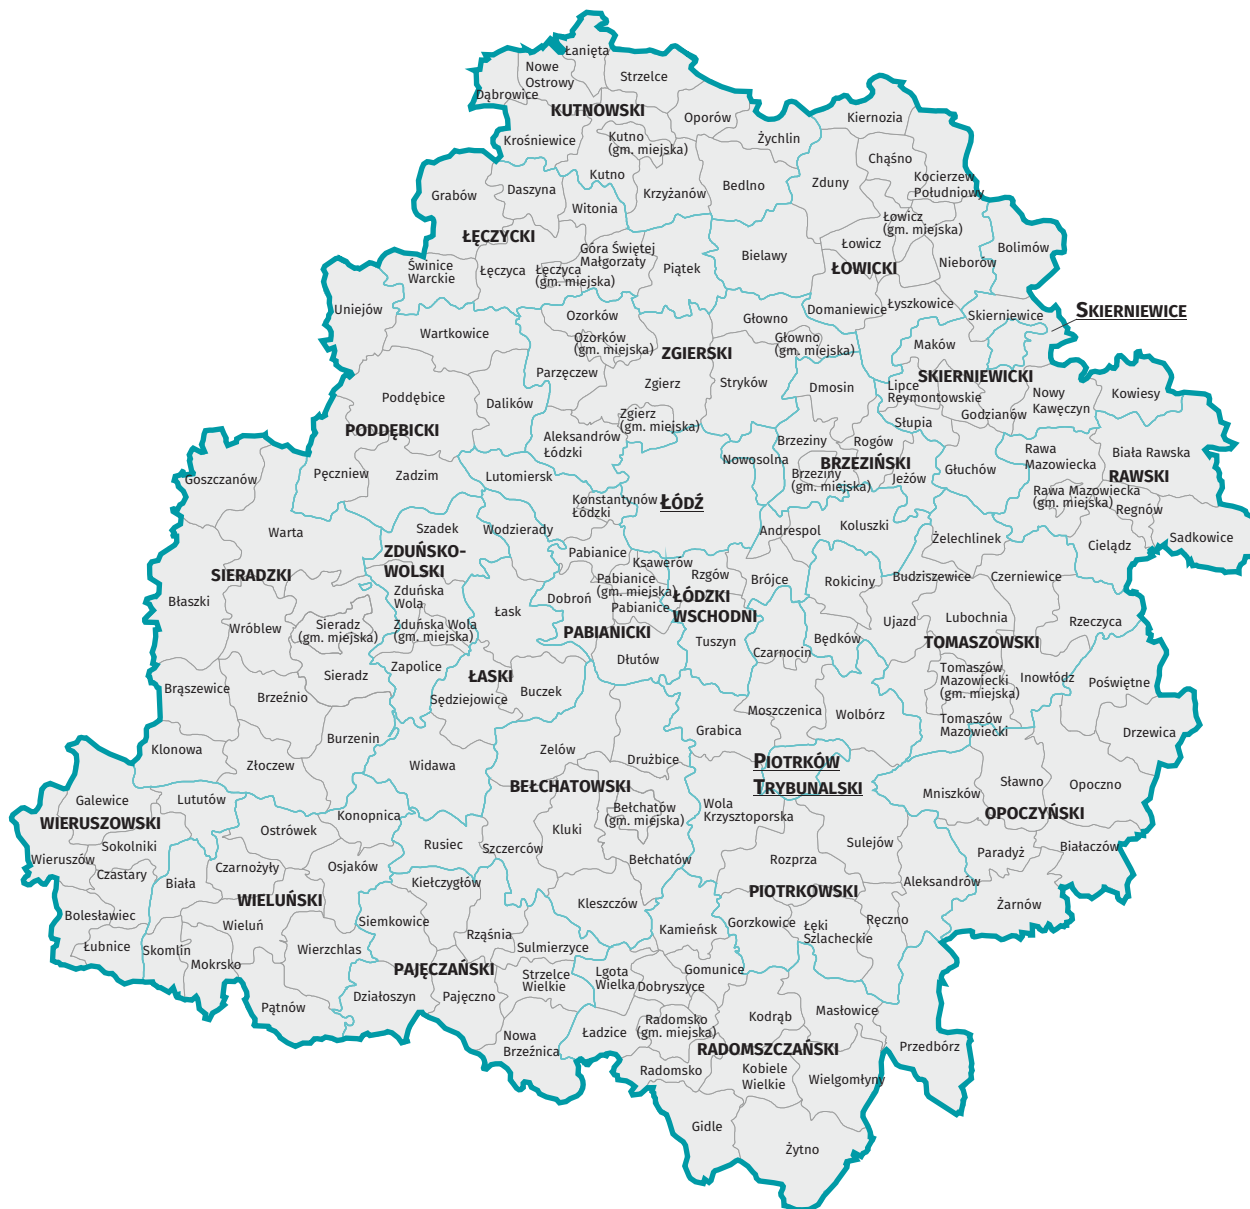 Łanięta
Nowe
Ostrowy
Strzelce
Dąbrowice
KUTNOWSKI
Oporów
Kiernozia
Krośniewice
Kutno
(gm. miejska)
Żychlin
Chąśno
Kutno
Kocierzew
Południowy
Daszyna
Grabów
Krzyżanów
Bedlno
Zduny
Witonia
Łowicz
(gm. miejska)
ŁĘCZYCKI
Góra Świętej
Małgorzaty
Łowicz
Bolimów
Bielawy
Nieborów
Świnice
Warckie
Łęczyca
Łęczyca
(gm. miejska)
Piątek
ŁOWICKI
Uniejów
Domaniewice
Łyszkowice
Skierniewice
SKIERNIEWICE
Ozorków
Głowno
Wartkowice
Ozorków
(gm. miejska)
ZGIERSKI
Głowno
(gm. miejska)
Maków
Parzęczew
Zgierz
Stryków
Dmosin
SKIERNIEWICKI
Lipce
Reymontowskie
Nowy
Kawęczyn
Kowiesy
Poddębice
Dalików
Zgierz
(gm. miejska)
Godzianów
Słupia
PODDĘBICKI
Aleksandrów
Łódzki
Brzeziny
Rogów
Rawa
Mazowiecka
Biała Rawska
Nowosolna
BRZEZIŃSKI
Głuchów
RAWSKI
Goszczanów
Pęczniew
Zadzim
Lutomiersk
Brzeziny
(gm. miejska)
Jeżów
Rawa Mazowiecka
(gm. miejska)
Konstantynów
Łódzki
ŁÓDŹ
Regnów
Warta
Szadek
Wodzierady
Andrespol
Koluszki
Żelechlinek
Cielądz
Sadkowice
ZDUŃSKO-
WOLSKI
Pabianice
Ksawerów
SIERADZKI
Pabianice
(gm. miejska)
Rzgów
Brójce
Rokiciny
Budziszewice
Czerniewice
Błaszki
Zduńska
Wola
Dobroń
Pabianice
ŁÓDZKI
WSCHODNI
Łask
Wróblew
Sieradz
(gm. miejska)
Zduńska Wola
(gm. miejska)
PABIANICKI
Tuszyn
Będków
Ujazd
Lubochnia
Rzeczyca
TOMASZOWSKI
Dłutów
Czarnocin
Zapolice
ŁASKI
Sieradz
Tomaszów
Mazowiecki
(gm. miejska)
Inowłódz
Poświętne
Brąszewice
Brzeźnio
Sędziejowice
Buczek
Moszczenica
Wolbórz
Tomaszów
Mazowiecki
Grabica
Drzewica
Klonowa
Burzenin
Zelów
Złoczew
Widawa
Drużbice
PIOTRKÓW
TRYBUNALSKI
BEŁCHATOWSKI
Sławno
Opoczno
Mniszków
Galewice
Lututów
Konopnica
Bełchatów
(gm. miejska)
Wola
Krzysztoporska
OPOCZYŃSKI
WIERUSZOWSKI
Ostrówek
Kluki
Sokolniki
Rusiec
Szczerców
Sulejów
Białaczów
Paradyż
Wieruszów
Czarnożyły
Osjaków
Bełchatów
Rozprza
Czastary
Biała
Kiełczygłów
Aleksandrów
PIOTRKOWSKI
WIELUŃSKI
Kleszczów
Żarnów
Bolesławiec
Siemkowice
Wieluń
Gorzkowice
Łęki
Szlacheckie
Ręczno
Rząśnia
Kamieńsk
Łubnice
Skomlin
Wierzchlas
Sulmierzyce
Mokrsko
PAJĘCZAŃSKI
Strzelce
Wielkie
Lgota
Wielka
Gomunice
Dobryszyce
Działoszyn
Pajęczno
Pątnów
Masłowice
Kodrąb
Radomsko
(gm. miejska)
Ładzice
Nowa
Brzeźnica
RADOMSZCZAŃSKI
Przedbórz
Radomsko
Kobiele
Wielkie
Wielgomłyny
Gidle
Żytno